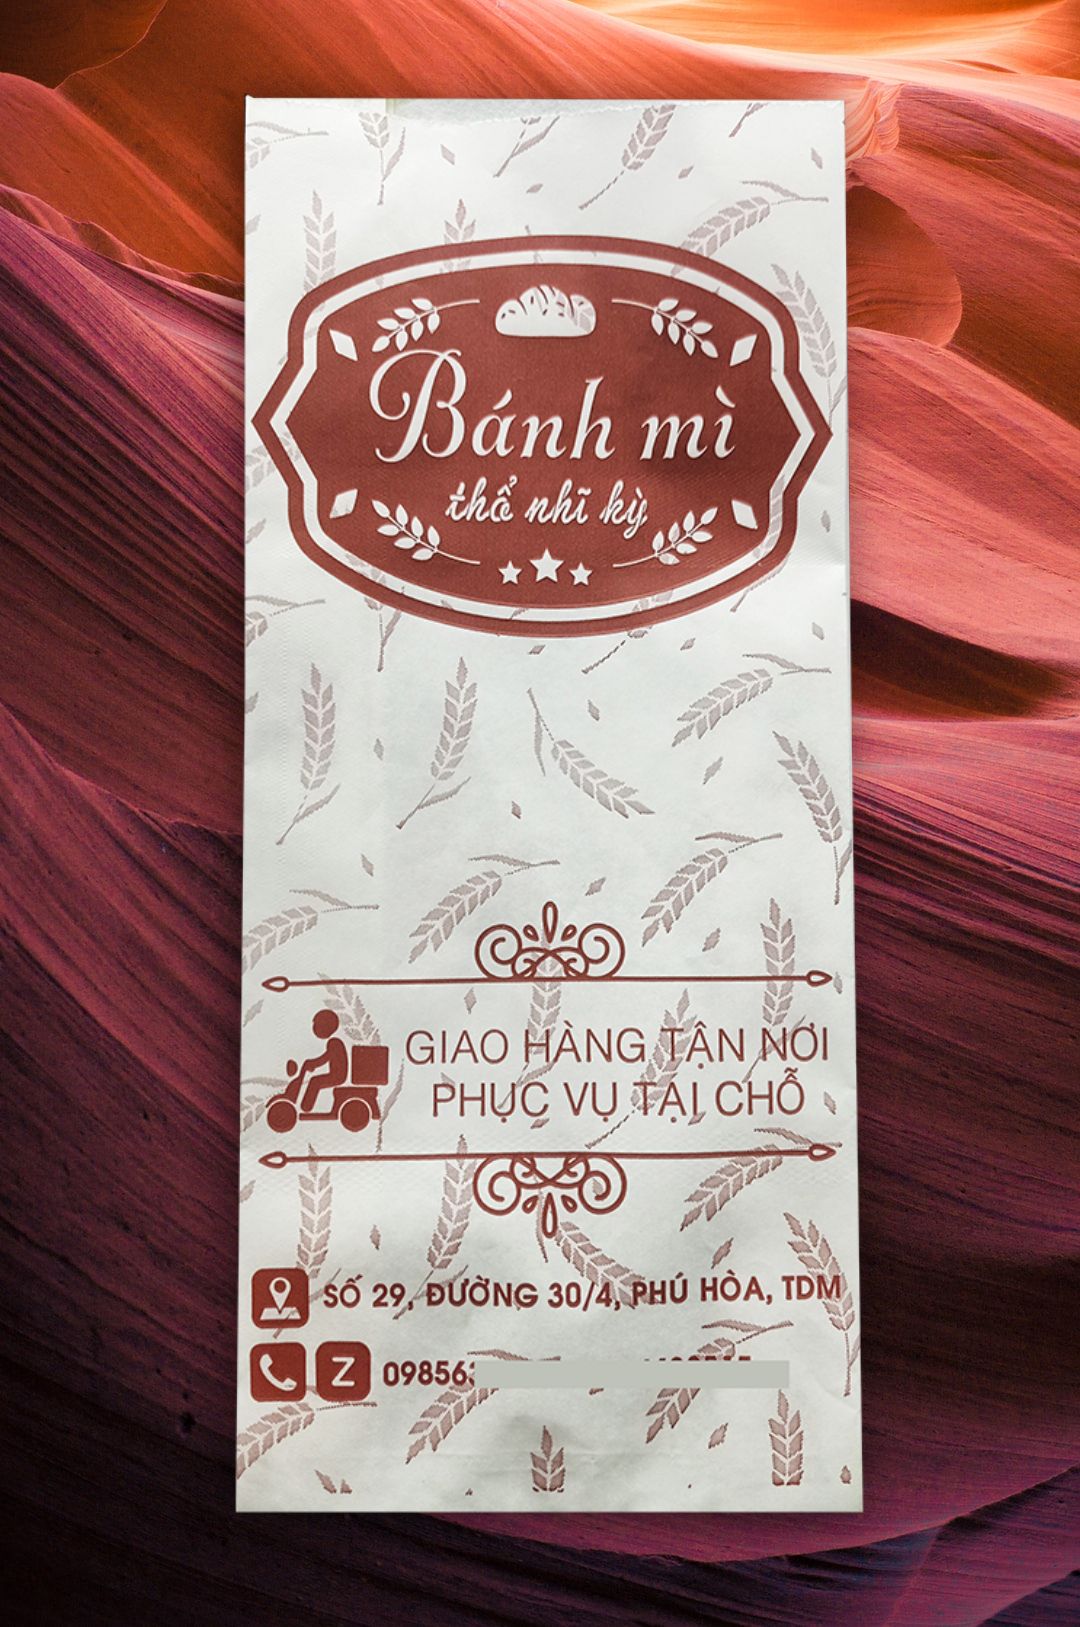 Bánh mì
thổ nhĩ kỳ
GIAO HÀNG TẬN NƠI
PHỤC VỤ TẠI CHỖ
SỐ 29, ĐƯỜNG 30/4, PHÚ HÒA, TDM
Z